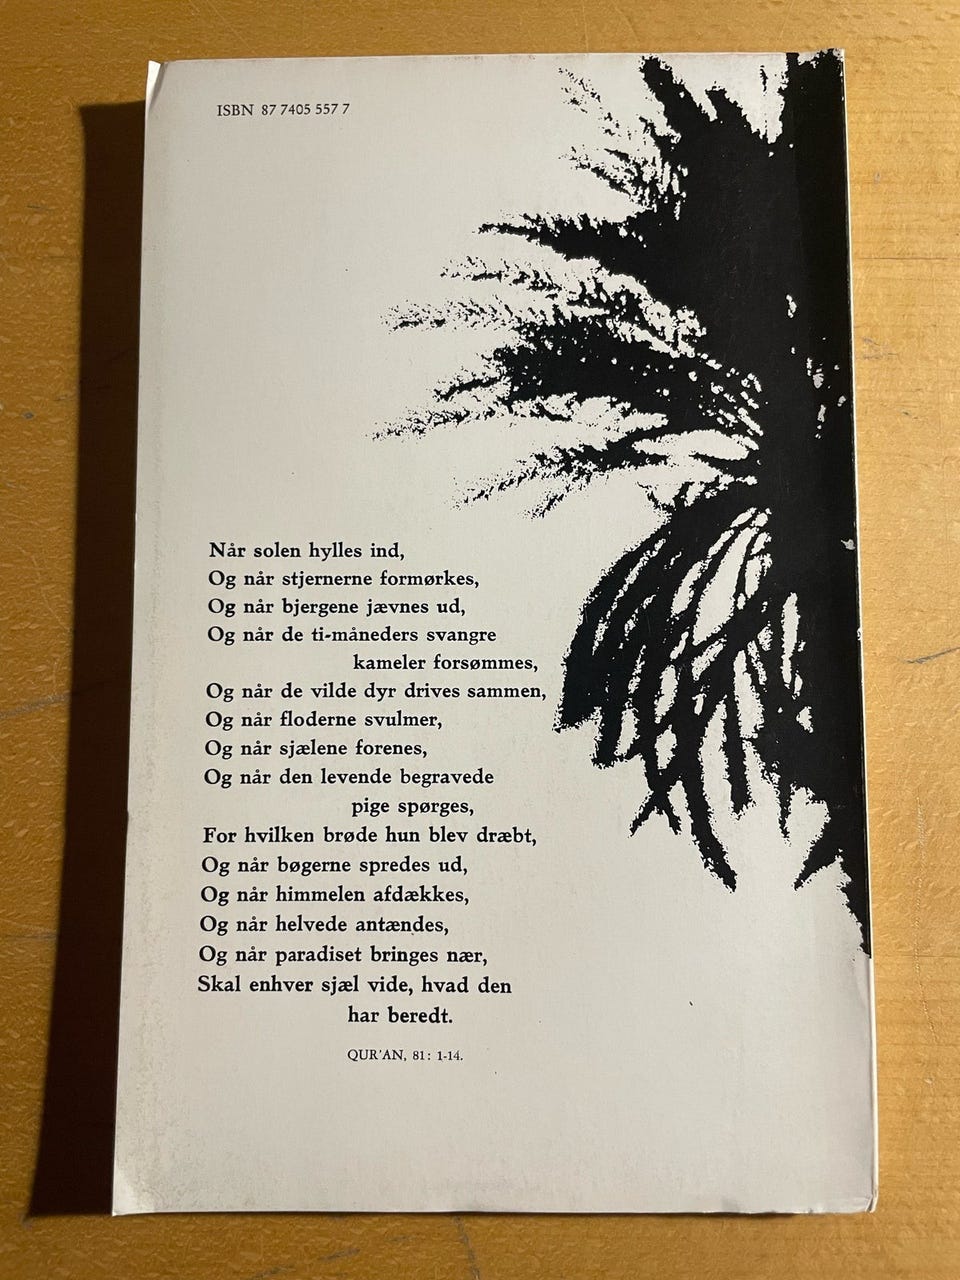 ISBN 87 7405 557 7
Når solen hylles ind,
Og når stjernerne formørkes,
Og når bjergene jævnes ud,
Og når de ti-måneders svangre
kameler forsømmes,
Og når de vilde dyr drives sammen,
Og når floderne svulmer,
Og når sjælene forenes,
Og når den levende begravede
pige spørges,
For hvilken brøde hun blev dræbt,
Og når bøgerne spredes ud,
Og når himmelen afdækkes,
Og når helvede antændes,
Og når paradiset bringes nær,
Skal enhver sjæl vide, hvad den
har beredt.
QUR'AN, 81: 1-14.